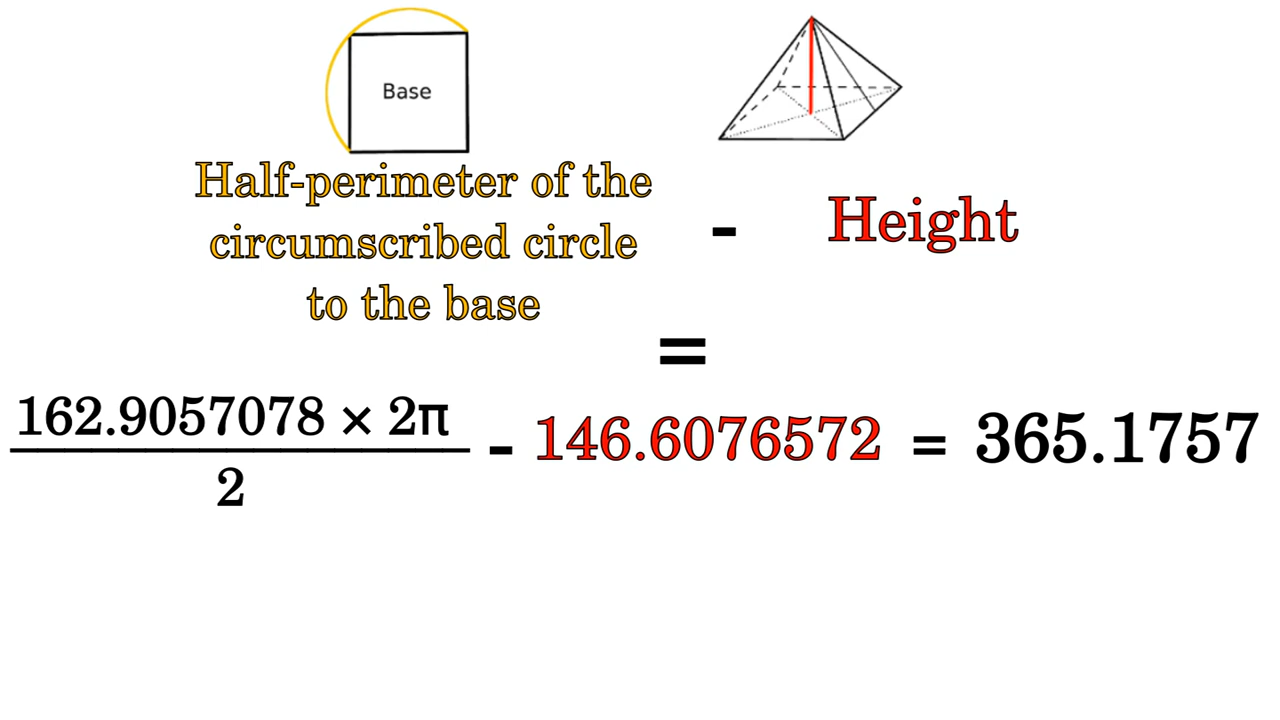 Base
Half-perimeter of the
circumscribed circle
to the base
- Height
=
162.9057078 × 2π
2
- 146.6076572 = 365.1757